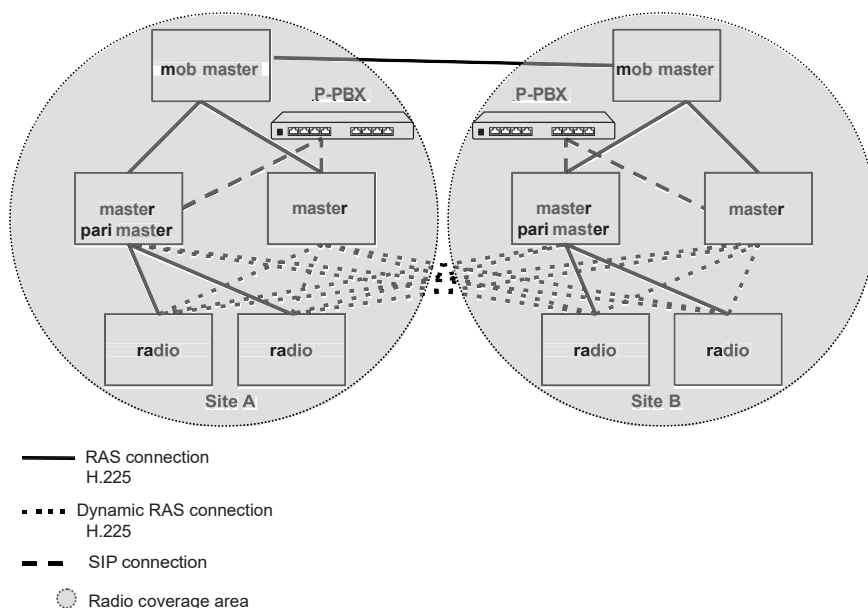 mob master
mob master
P-PBX
P-PBX
master
pari master
master
master
pari master
master
radio
radio
radio
radio
Site A
Site B
RAS connection
H.225
Dynamic RAS connection
H.225
SIP connection
Radio coverage area